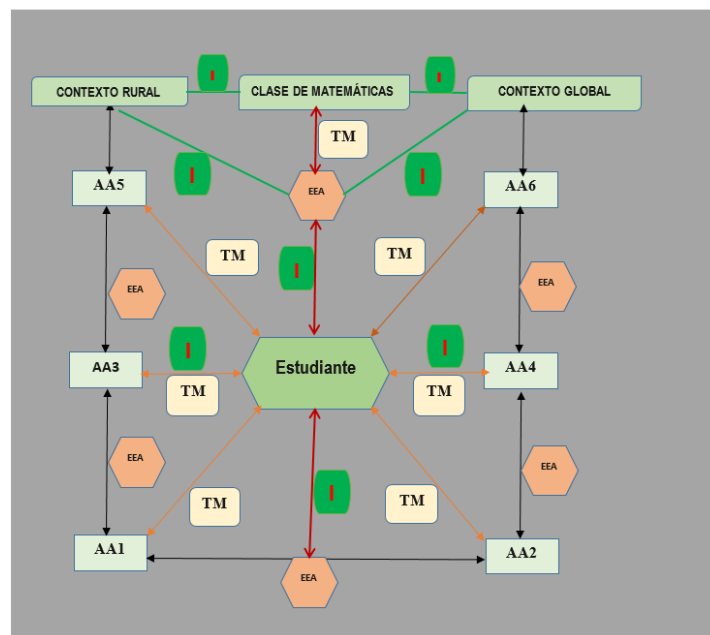 I
I
CONTEXTO RURAL
CLASE DE MATEMÁTICAS
CONTEXTO GLOBAL
TM
I
I
AA5
EEA
AA6
TM
I
TM
EEA
EEA
I
I
AA3
Estudiante
AA4
TM
TM
EEA
EEA
I
TM
TM
AA1
AA2
EEA